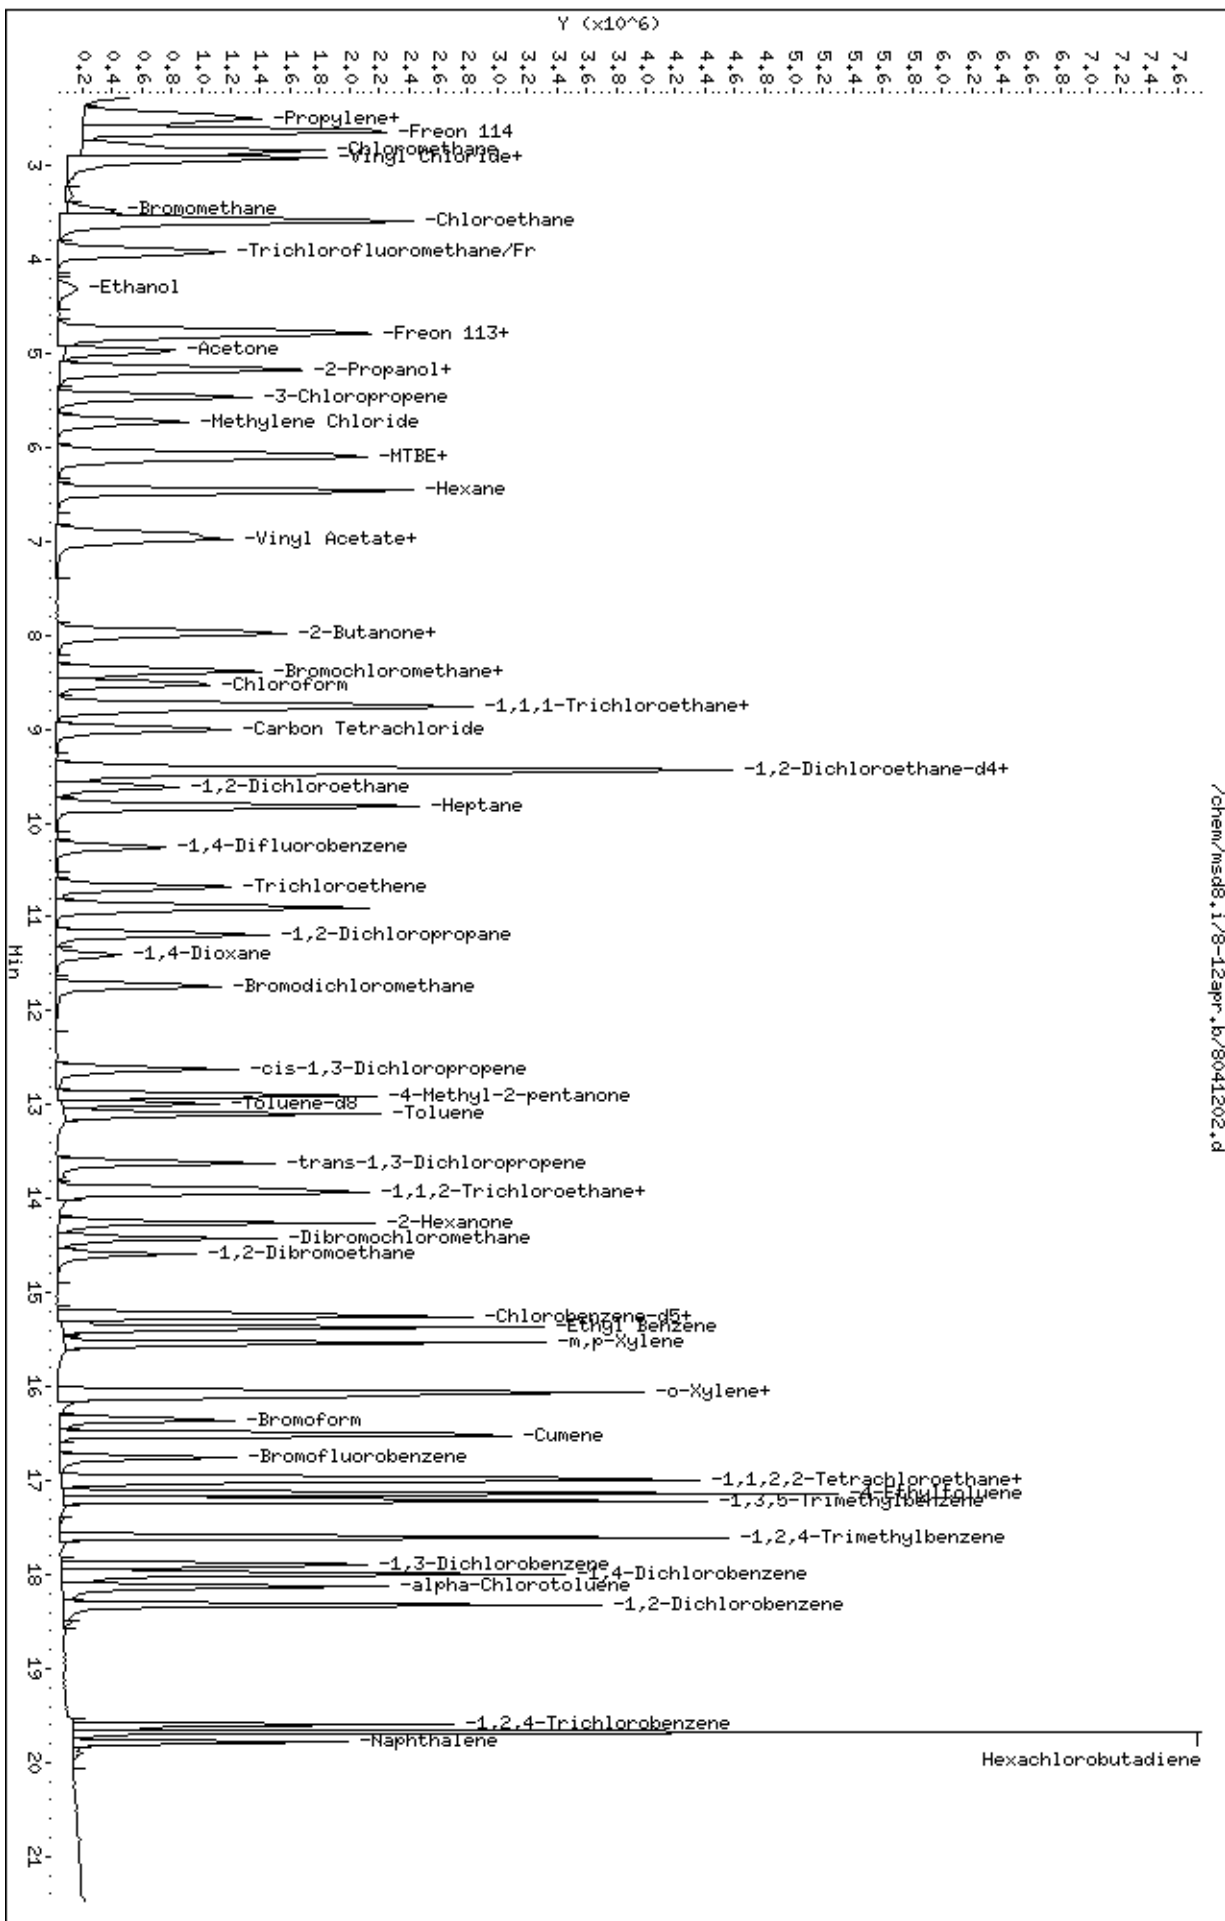 /chem/msd8.i/8-12apr.b/8041202.d
Y (x10^6)
0.2
0.4
0.6
0.8
1.0
1.2
1.4
1.6
1.8
2.0
2.2
2.4
2.6
2.8
3.0
3.2
3.4
3.6
3.8
4.0
4.2
4.4
4.6
4.8
5.0
5.2
5.4
5.6
5.8
6.0
6.2
6.4
6.6
6.8
7.0
7.2
7.4
7.6
-Propylene+
-Freon 114
-Chloromethane
-Vinyl Chloride+
-Bromomethane
-Chloroethane
-Trichlorofluoromethane/Fr
-Ethanol
-Freon 113+
-Acetone
-2-Propanol+
-3-Chloropropene
-Methylene Chloride
-MTBE+
-Hexane
-Vinyl Acetate+
-2-Butanone+
-Bromochloromethane+
-Chloroform
-1,1,1-Trichloroethane+
-Carbon Tetrachloride
-1,2-Dichloroethane-d4+
-1,2-Dichloroethane
-Heptane
-1,4-Difluorobenzene
-Trichloroethene
-1,2-Dichloropropane
-1,4-Dioxane
-Bromodichloromethane
-cis-1,3-Dichloropropene
-4-Methyl-2-pentanone
-Toluene-d8
-Toluene
-trans-1,3-Dichloropropene
-1,1,2-Trichloroethane+
-2-Hexanone
-Dibromochloromethane
-1,2-Dibromoethane
-Chlorobenzene-d5+
-Ethyl Benzene
-m,p-Xylene
-o-Xylene+
-Bromoform
-Cumene
-Bromofluorobenzene
-1,1,2,2-Tetrachloroethane+
-4-Ethyltoluene
-1,3,5-Trimethylbenzene
-1,2,4-Trimethylbenzene
-1,3-Dichlorobenzene
-1,4-Dichlorobenzene
-alpha-Chlorotoluene
-1,2-Dichlorobenzene
-1,2,4-Trichlorobenzene
Hexachlorobutadiene
-Naphthalene
3
4
5
6
7
8
9
10
11
12
13
14
15
16
17
18
19
20
21
Min